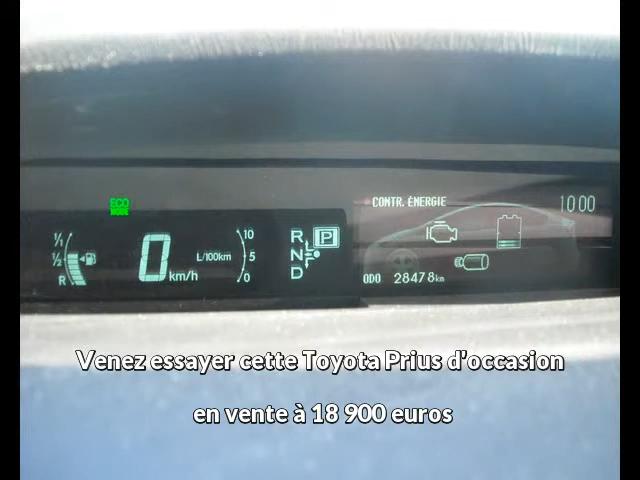 ECO
MODE
CONTR. ÉNERGIE
10:00
1/1
1/2
R
0
km/h
L/100km
10
5
0
R
P
N
D
ODO 28478 km
Venez essayer cette Toyota Prius d'occasion
en vente à 18 900 euros